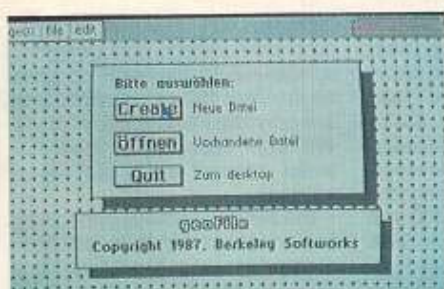 geos file edit
Bitte auswählen:
Create Neue Datei
Öffnen Vorhandene Datei
Quit Zum desktop
geoFile
Copyright 1987, Berkeley Softworks